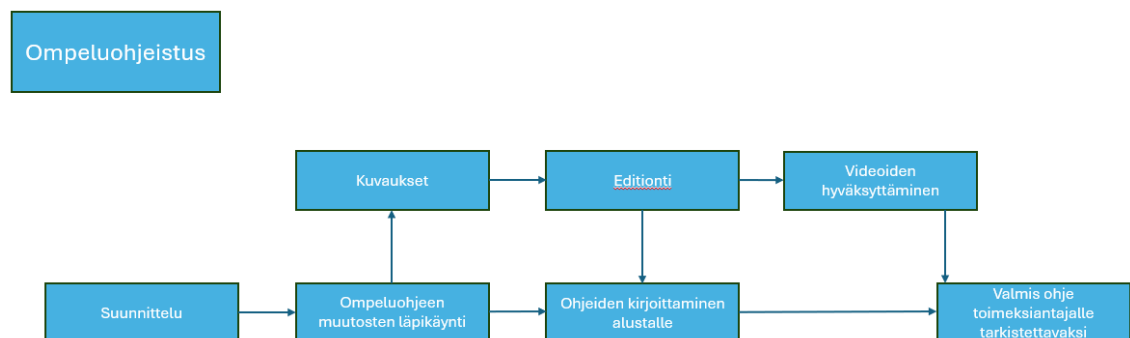 Ompeluohjeistus
Kuvaukset
Editionti
Videoiden
hyväksyttäminen
Suunnittelu
Ompeluohjeen
muutosten läpikäynti
Ohjeiden kirjoittaminen
alustalle
Valmis ohje
toimeksiantajalle
tarkistettavaksi